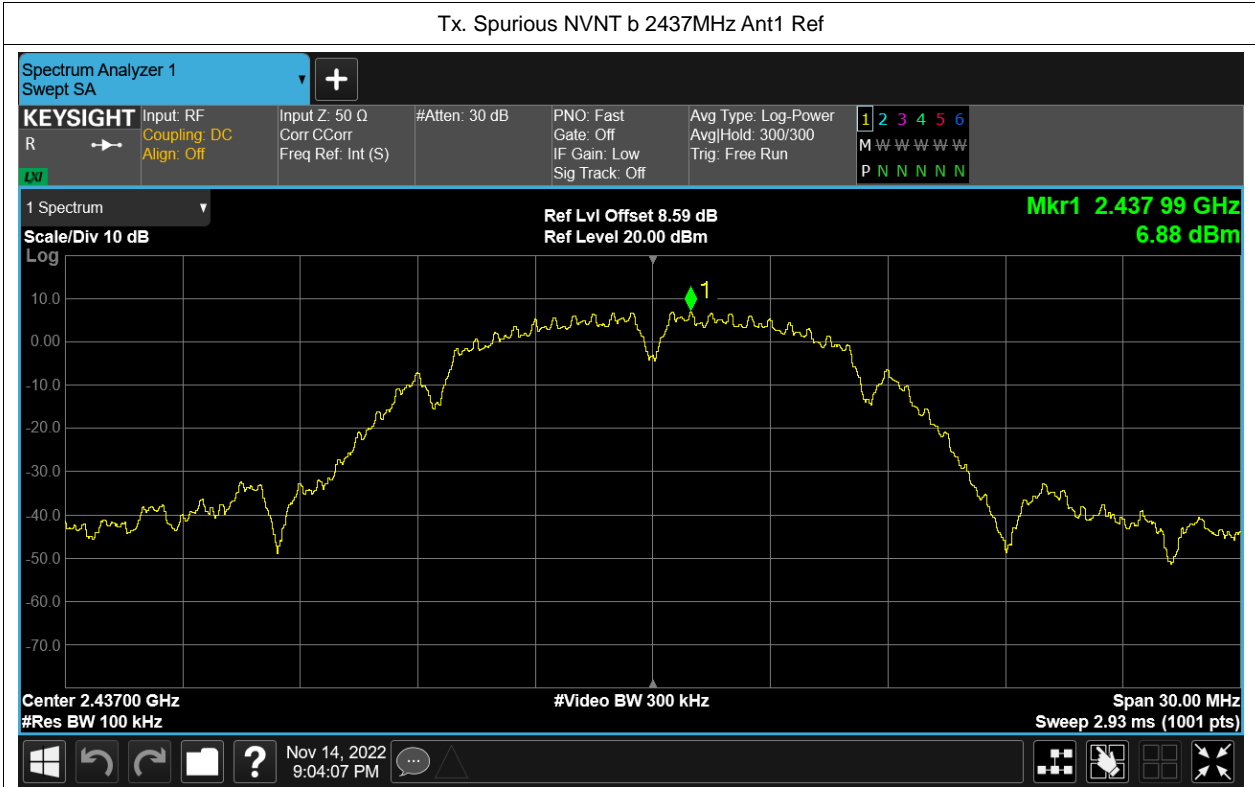 Tx. Spurious NVNT b 2437MHz Ant1 Ref
Spectrum Analyzer 1
Swept SA
KEYSIGHT
R
LXI
Input: RF
Coupling: DC
Align: Off
Input Z: 50 Ω
Corr CCorr
Freq Ref: Int (S)
#Atten: 30 dB
PNO: Fast
Gate: Off
IF Gain: Low
Sig Track: Off
Avg Type: Log-Power
Avg|Hold: 300/300
Trig: Free Run
1 2 3 4 5 6
M W W W W W
P N N N N N
1 Spectrum
Scale/Div 10 dB
Log
Ref Lvl Offset 8.59 dB
Ref Level 20.00 dBm
Mkr1 2.437 99 GHz
6.88 dBm
1
10.0
0.00
-10.0
-20.0
-30.0
-40.0
-50.0
-60.0
-70.0
Center 2.43700 GHz
#Res BW 100 kHz
#Video BW 300 kHz
Span 30.00 MHz
Sweep 2.93 ms (1001 pts)
?
Nov 14, 2022
9:04:07 PM